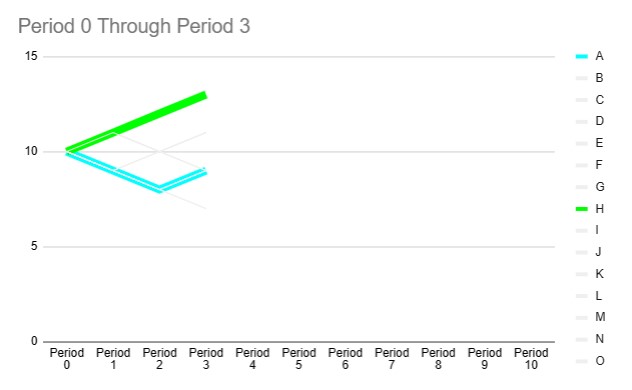 Period 0 Through Period 3
15
10
5
0
Period 0
Period 1
Period 2
Period 3
Period 4
Period 5
Period 6
Period 7
Period 8
Period 9
Period 10
A
B
C
D
E
F
G
H
I
J
K
L
M
N
O